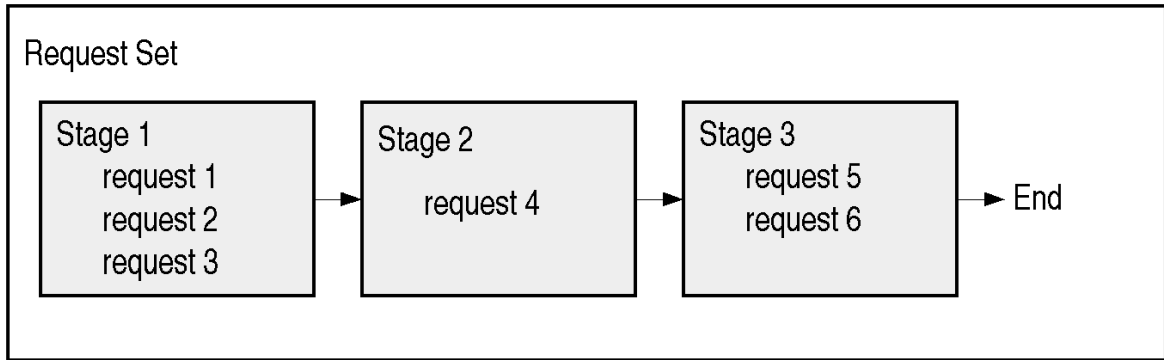 Request Set
Stage 1
request 1
request 2
request 3
Stage 2
request 4
Stage 3
request 5
request 6
End